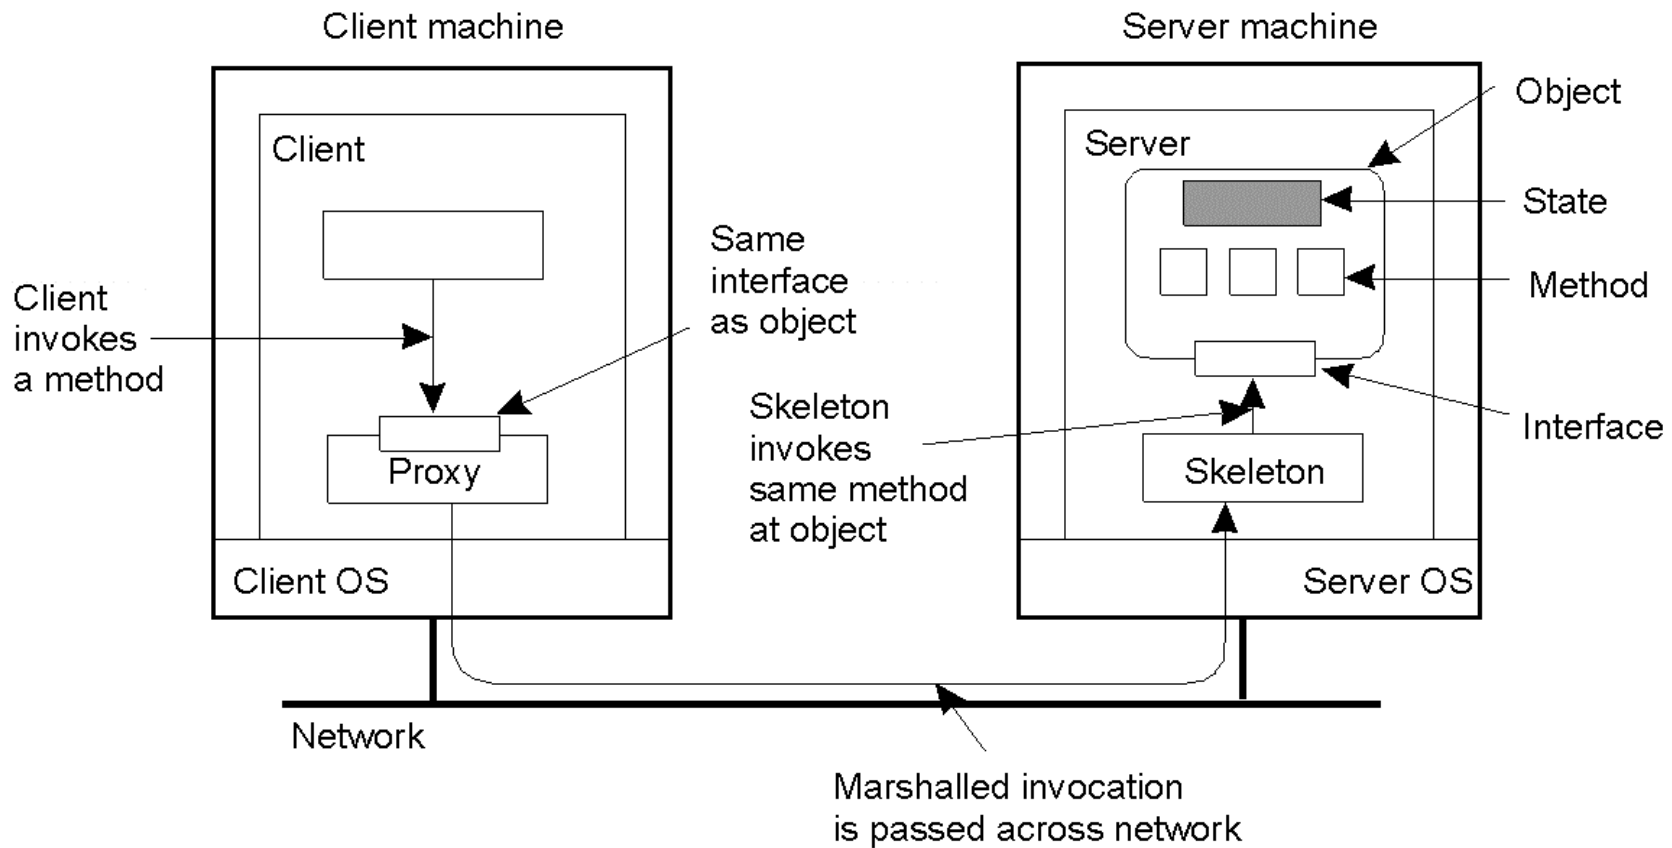 Client machine
Server machine
Object
Client
Server
State
Same
interface
as object
Method
Client
invokes
a method
Skeleton
invokes
same method
at object
Interface
Proxy
Skeleton
Client OS
Server OS
Network
Marshalled invocation
is passed across network